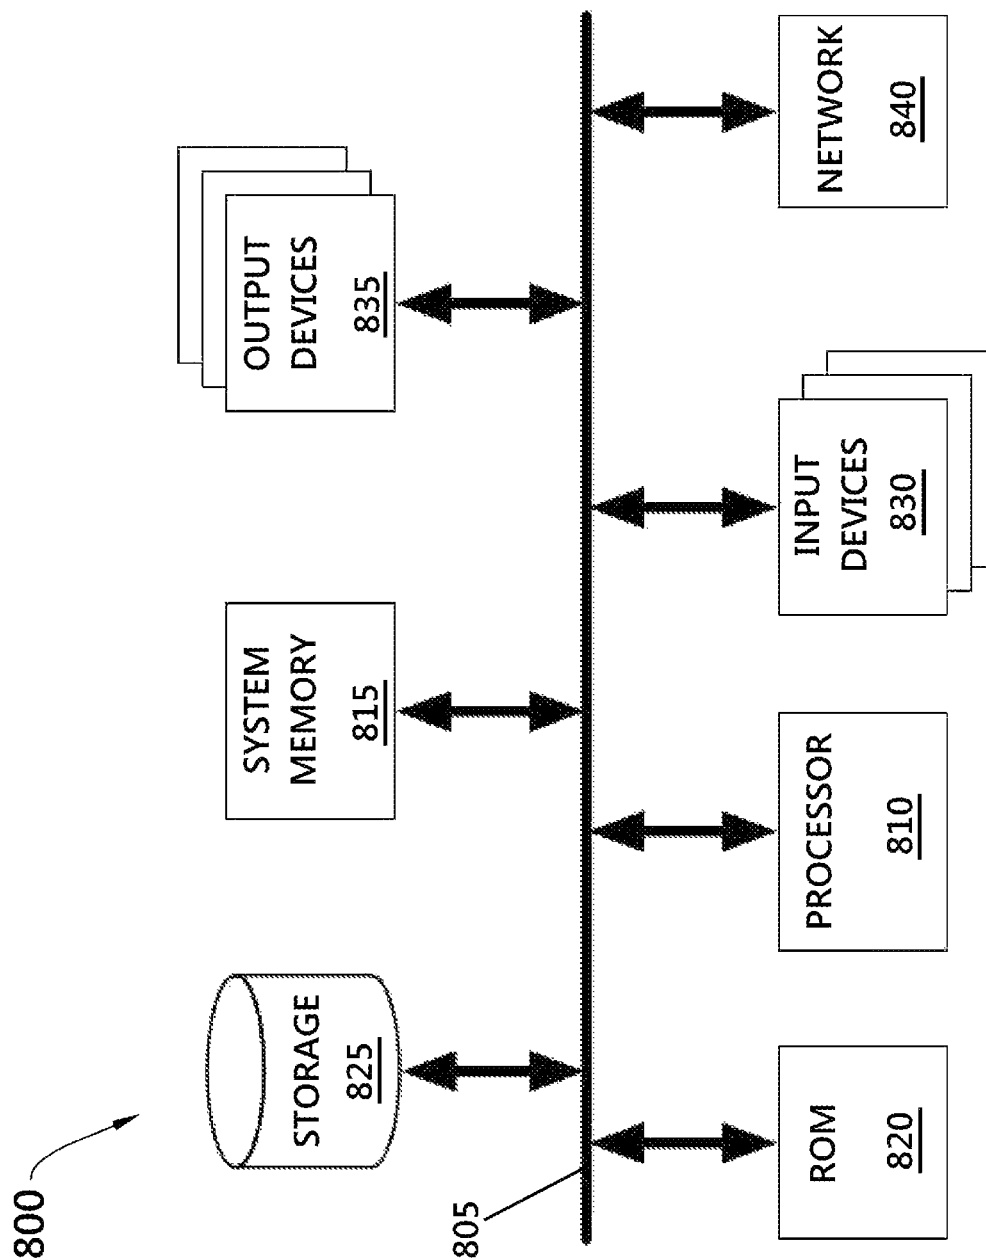 800
STORAGE
825
SYSTEM
MEMORY
815
OUTPUT
DEVICES
835
805
ROM
820
PROCESSOR
810
INPUT
DEVICES
830
NETWORK
840